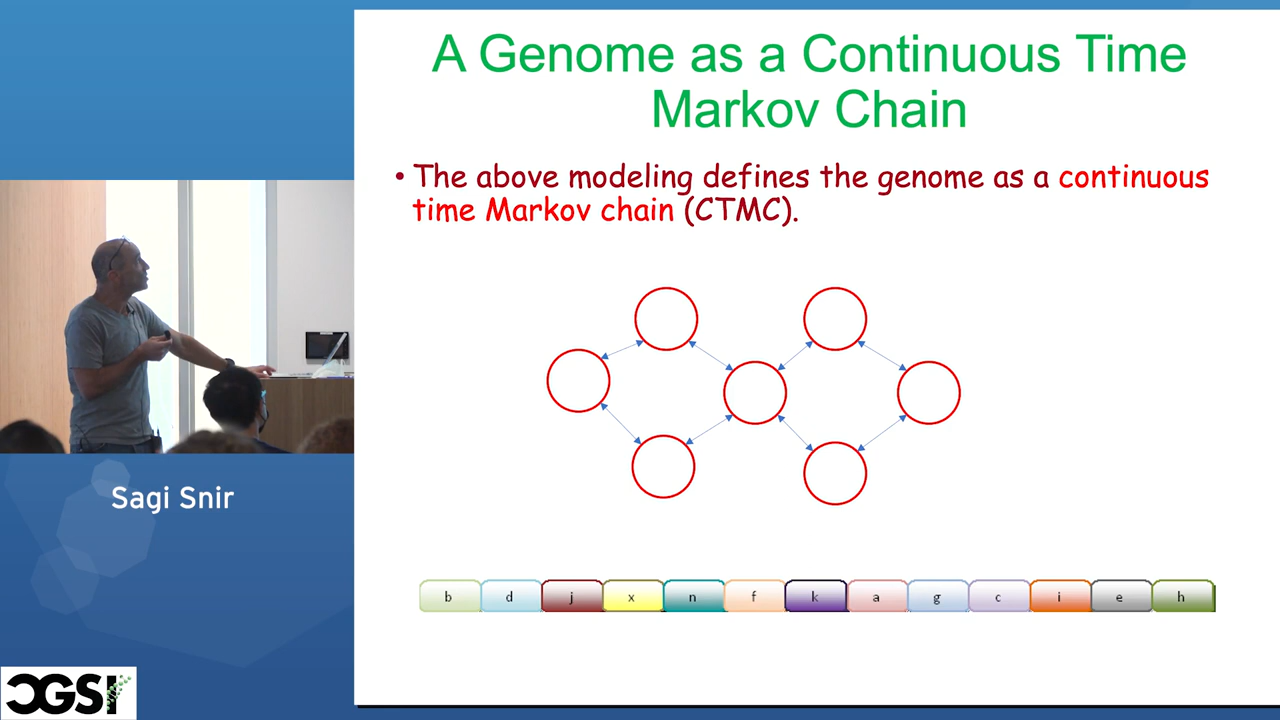 A Genome as a Continuous Time
Markov Chain
• The above modeling defines the genome as a continuous
time Markov chain (CTMC).
b d j x n f k a g c i e h
Sagi Snir
CGSI